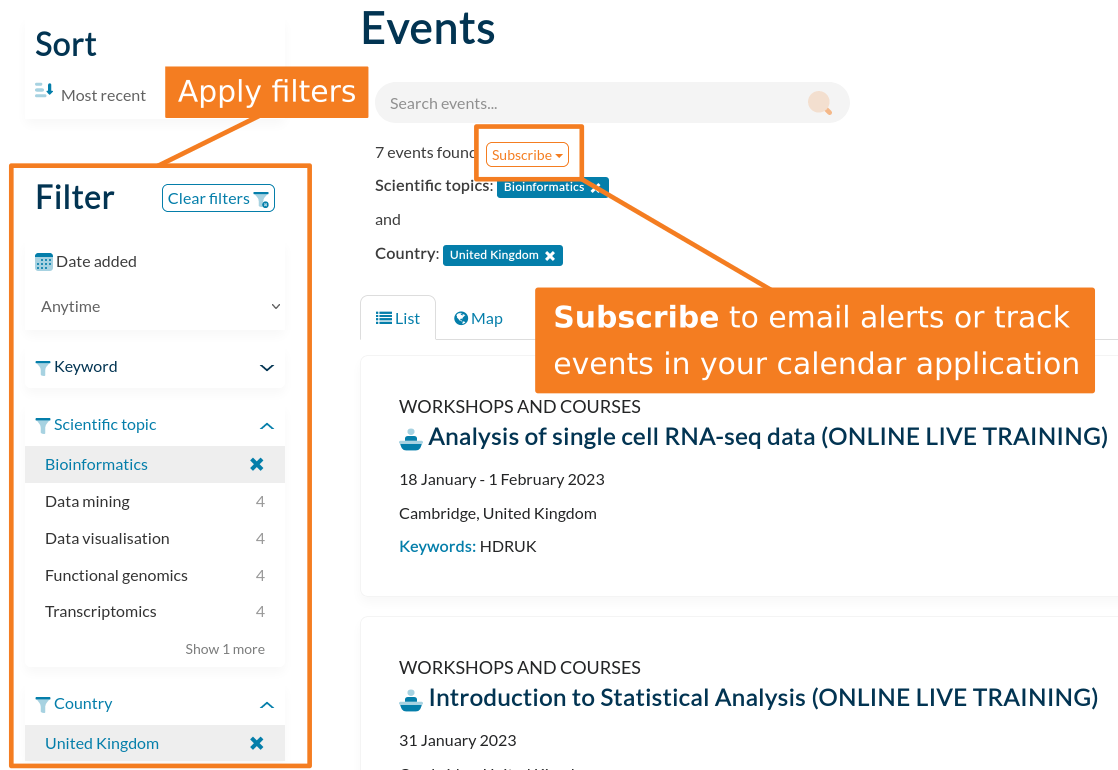 Sort
Most recent
Apply filters
Filter
Clear filters
Date added
Anytime
Keyword
Scientific topic
Bioinformatics
Data mining 4
Data visualisation 4
Functional genomics 4
Transcriptomics 4
Show 1 more
Country
United Kingdom
Events
Search events...
7 events found
Subscribe
Scientific topics: Bioinformatics
and
Country: United Kingdom
Subscribe to email alerts or track
events in your calendar application
List
Map
WORKSHOPS AND COURSES
Analysis of single cell RNA-seq data (ONLINE LIVE TRAINING)
18 January - 1 February 2023
Cambridge, United Kingdom
Keywords: HDRUK
WORKSHOPS AND COURSES
Introduction to Statistical Analysis (ONLINE LIVE TRAINING)
31 January 2023